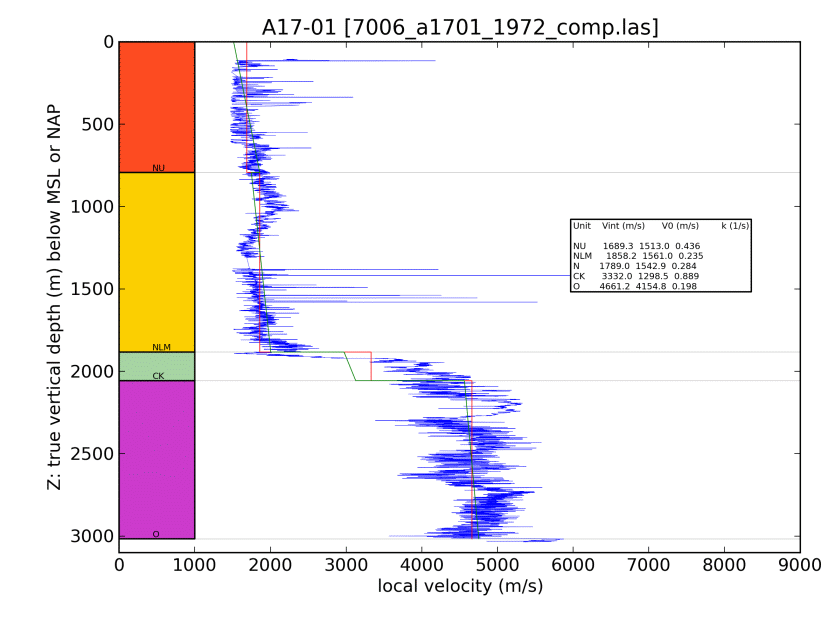 A17-01 [7006_a1701_1972_comp.las]
Z: true vertical depth (m) below MSL or NAP
0
500
1000
1500
2000
2500
3000
NU
NLM
CK
O
Unit Vint (m/s) V0 (m/s) k (1/s)
NU 1689.3 1513.0 0.436
NLM 1858.2 1561.0 0.235
N 1789.0 1542.9 0.284
CK 3332.0 1298.5 0.889
O 4661.2 4154.8 0.198
0 1000 2000 3000 4000 5000 6000 7000 8000 9000
local velocity (m/s)